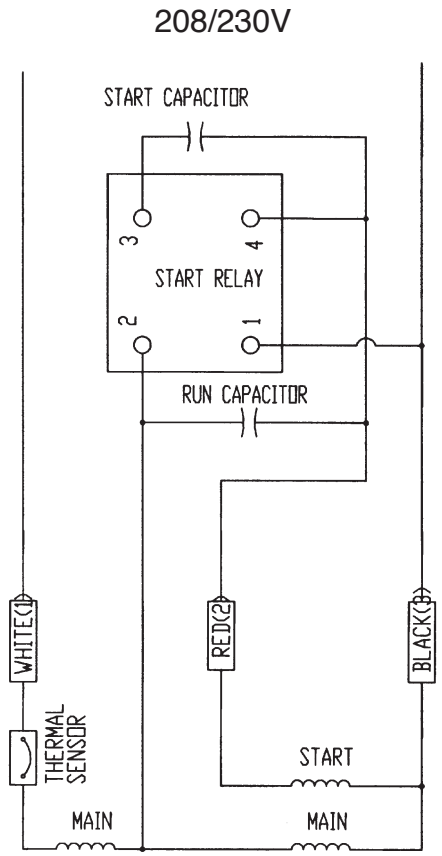 208/230V
START CAPACITOR
3
4
START RELAY
2
1
RUN CAPACITOR
WHITE(1)
RED(2)
BLACK(3)
THERMAL
SENSOR
START
MAIN
MAIN